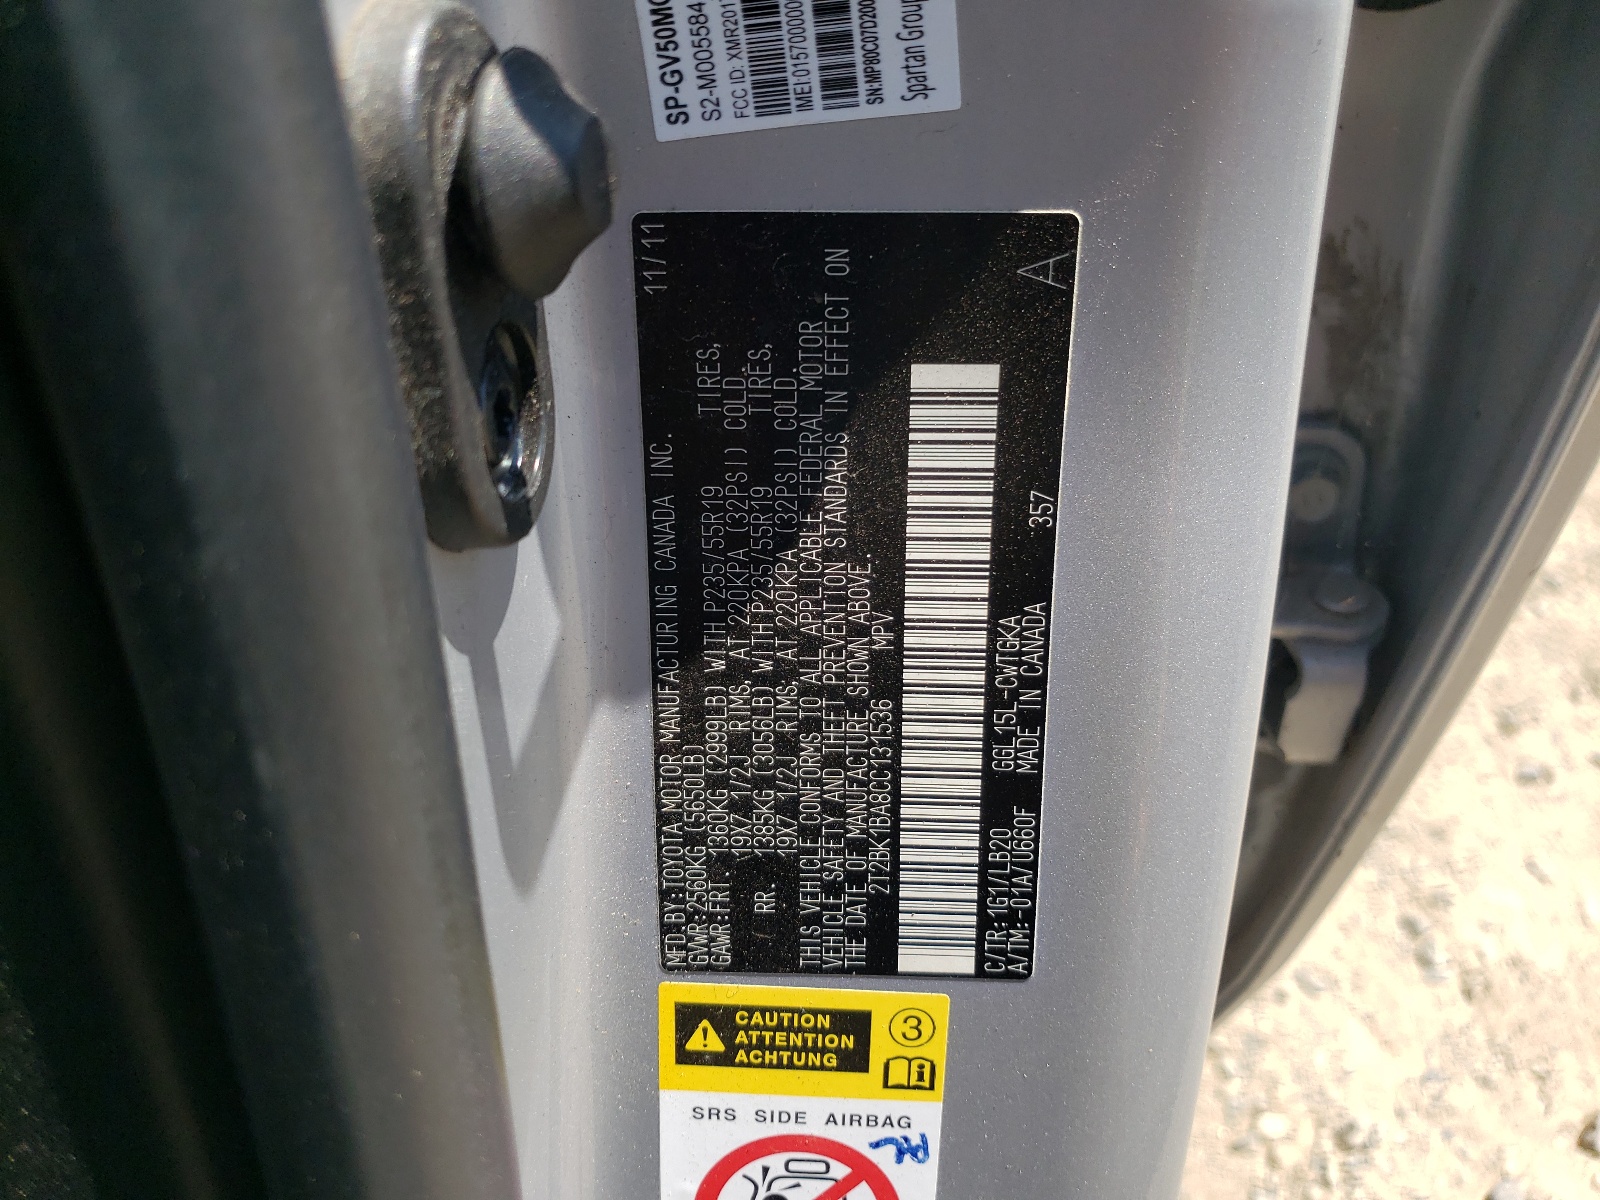 SP-GV50M
S2-M005584
FCC ID: XMR201
IMEI:0157000000
SN:MP80C07D200
Spartan Group
11/11
MFD.BY:TOYOTA MOTOR MANUFACTURING CANADA INC.
GVWR:2560KG (5650LB)
GAWR:FRT 1360KG (2999LB) WITH P235/55R19 TIRES,
19X7 1/2J RIMS, AT 220KPA (32PSI) COLD.
RR. 1385KG (3056LB) WITH P235/55R19 TIRES,
19X7 1/2J RIMS, AT 220KPA (32PSI) COLD.
THIS VEHICLE CONFORMS TO ALL APPLICABLE FEDERAL MOTOR
VEHICLE SAFETY AND THEFT PREVENTION STANDARDS IN EFFECT ON
THE DATE OF MANUFACTURE SHOWN ABOVE.
2T2BK1BA8CC131536 MPV
C/TR:1G1/LB20 GGL15L-CWTGKA 357
A/TM:-01A/U660F MADE IN CANADA
A
CAUTION
ATTENTION
ACHTUNG
3
SRS SIDE AIRBAG